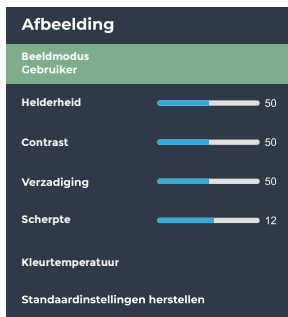 Afbeelding
Beeldmodus
Gebruiker
Helderheid 50
Contrast 50
Verzadiging 50
Scherpte 12
Kleurtemperatuur
Standaardinstellingen herstellen